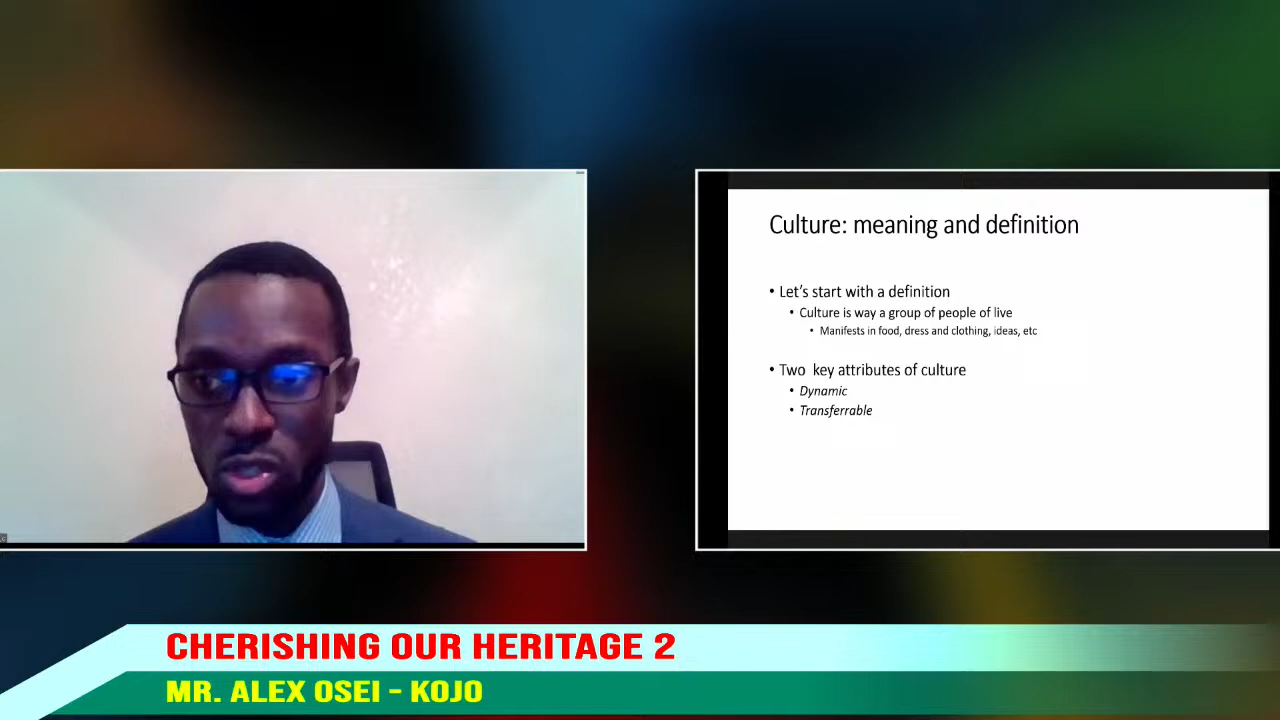 Culture: meaning and definition
• Let's start with a definition
• Culture is way a group of people of live
• Manifests in food, dress and clothing, ideas, etc
• Two key attributes of culture
• Dynamic
• Transferrable
CHERISHING OUR HERITAGE 2
MR. ALEX OSEI - KOJO